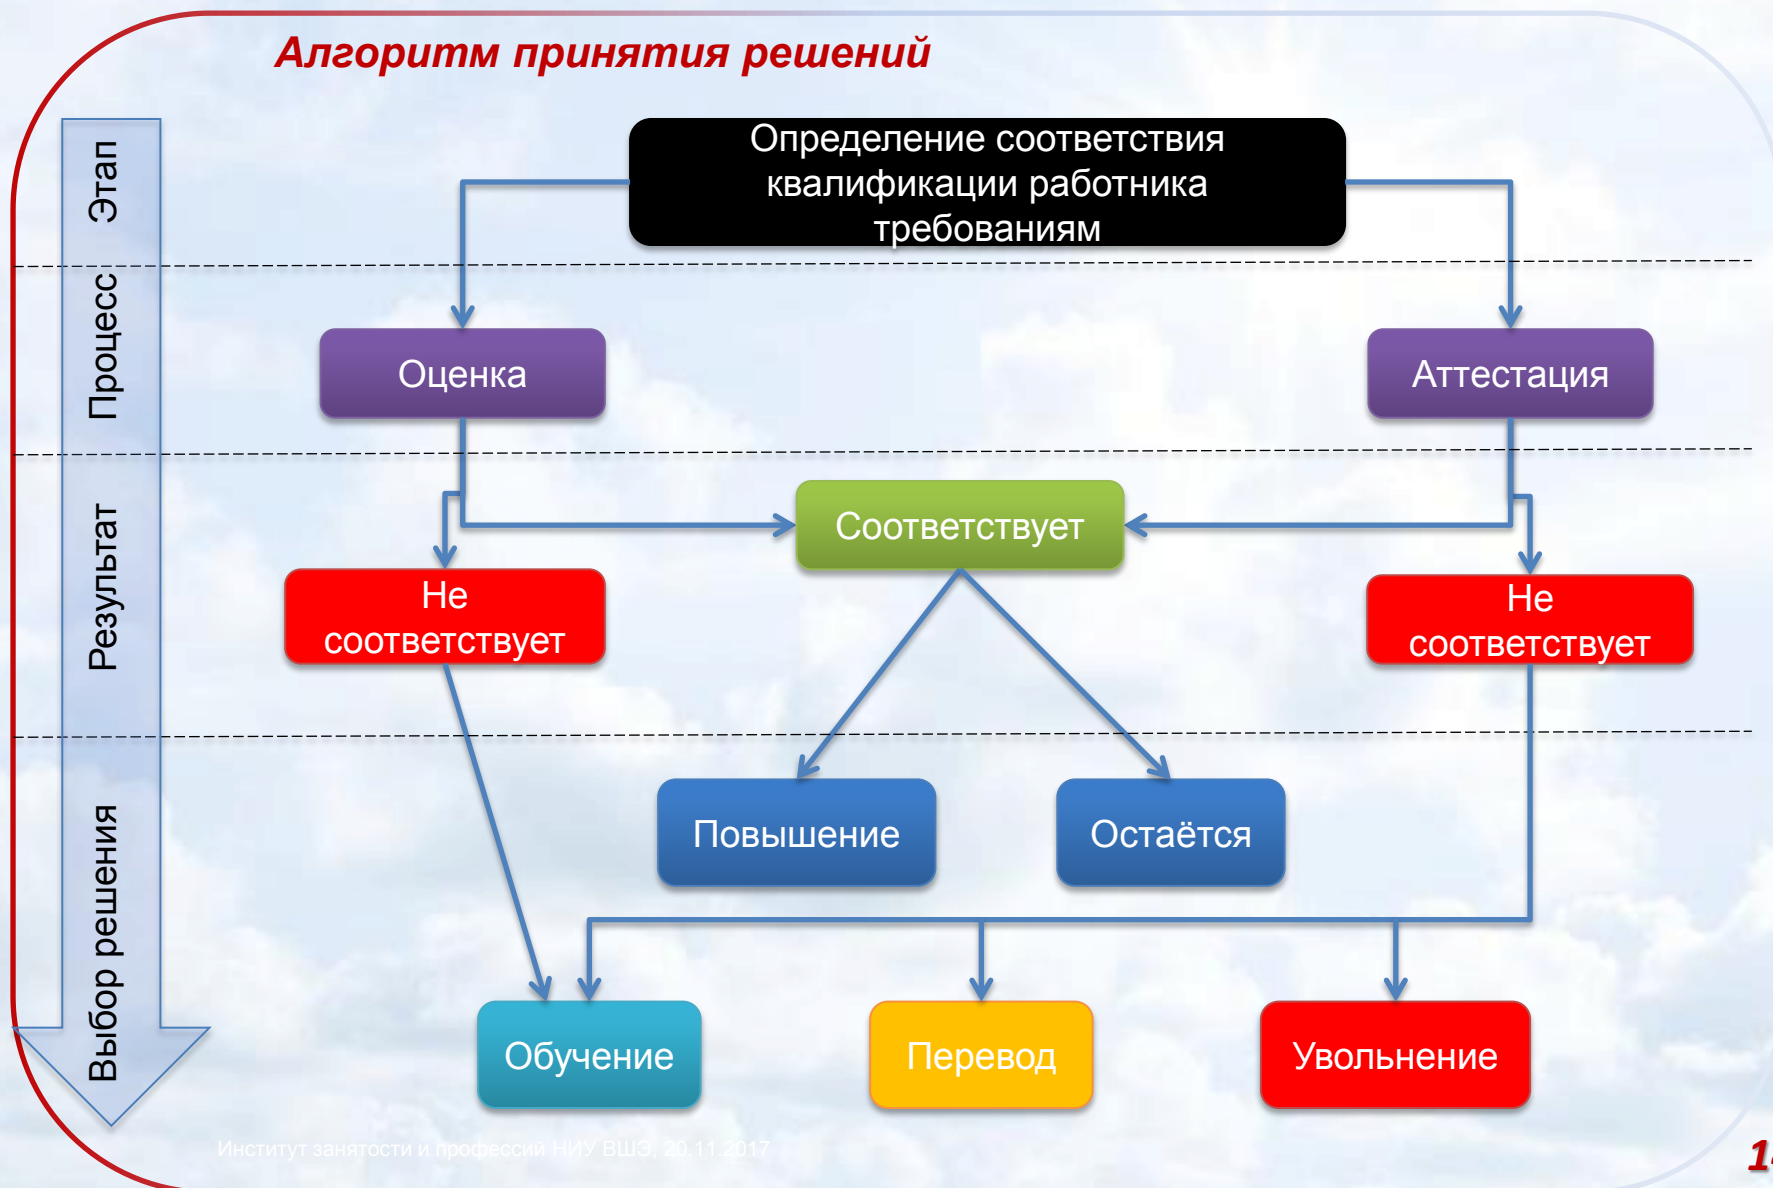 Алгоритм принятия решений
Этап
Определение соответствия
квалификации работника
требованиям
Процесс
Оценка
Аттестация
Результат
Соответствует
Не
соответствует
Не
соответствует
Выбор решения
Повышение
Остаётся
Обучение
Перевод
Увольнение
Институт занятости и профессий НИУ ВШЭ, 20.11.2017